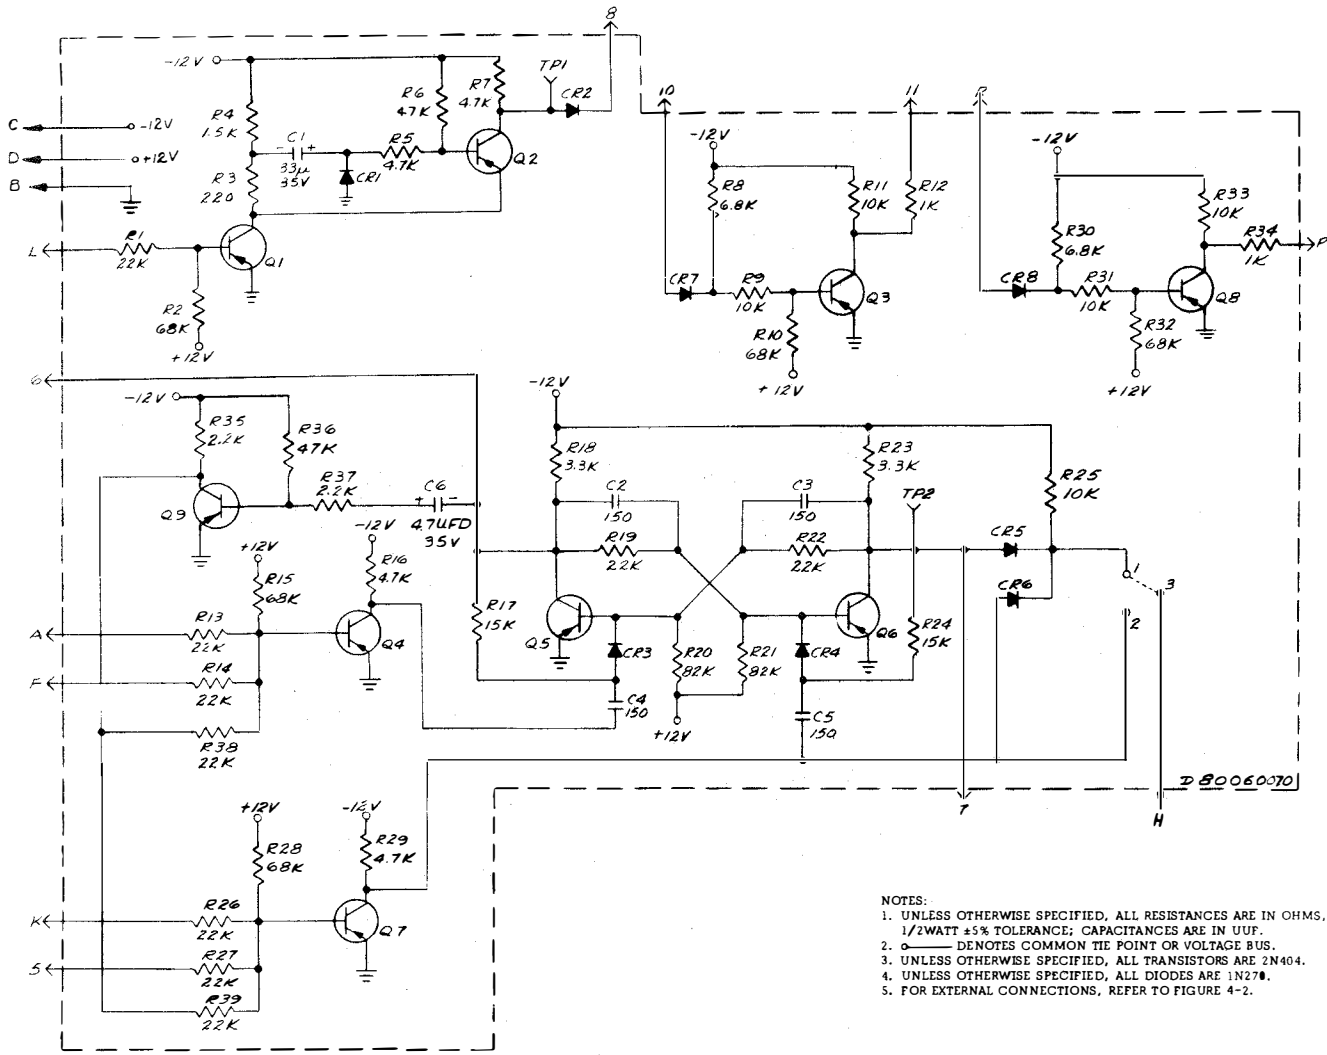 8
-12V
TP1
R7
4.7K
R6
47K
CR2
10
11
R
R4
1.5K
C
-12V
D
+12V
B
- C1 +
33µ
35V
R5
4.7K
CR1
Q2
R3
220
-12V
R8
6.8K
R11
10K
R12
1K
-12V
R33
10K
R30
6.8K
R34
1K
P
L
R1
22K
Q1
R2
68K
+12V
CR7
R9
10K
Q3
R10
68K
+12V
CR8
R31
10K
Q8
R32
68K
+12V
6
-12V
R35
2.2K
R36
47K
R37
2.2K
+ C6 -
4.7UFD
35V
Q9
-12V
R18
3.3K
R23
3.3K
R25
10K
C2
150
C3
150
TP2
R19
22K
R22
22K
CR5
CR6
1
3
2
+12V
R15
68K
-12V
R16
4.7K
A
R13
22K
Q4
F
R14
22K
R38
22K
R17
15K
Q5
CR3
R20
82K
R21
82K
CR4
Q6
R24
15K
C4
150
+12V
C5
150
D80060070
7
H
+12V
R28
68K
-12V
R29
4.7K
K
R26
22K
Q7
5
R27
22K
R39
22K
NOTES:
1. UNLESS OTHERWISE SPECIFIED, ALL RESISTANCES ARE IN OHMS,
1/2WATT ±5% TOLERANCE; CAPACITANCES ARE IN UUF.
2. DENOTES COMMON TIE POINT OR VOLTAGE BUS.
3. UNLESS OTHERWISE SPECIFIED, ALL TRANSISTORS ARE 2N404.
4. UNLESS OTHERWISE SPECIFIED, ALL DIODES ARE 1N270.
5. FOR EXTERNAL CONNECTIONS, REFER TO FIGURE 4-2.